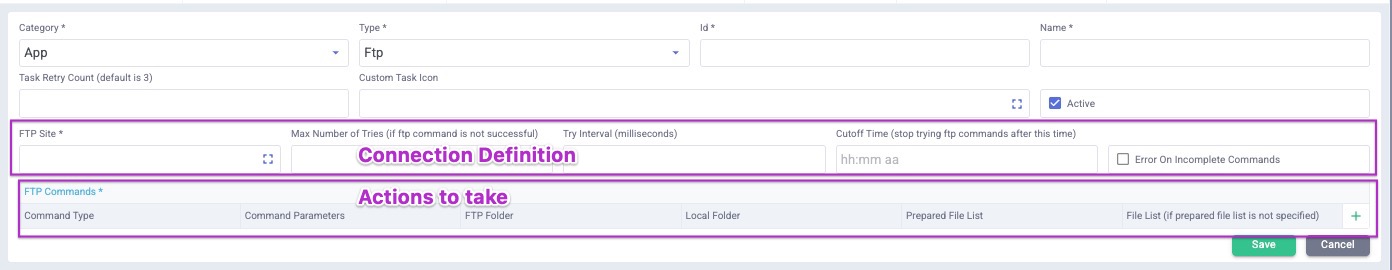 Category *
Type *
Id *
Name *
App
Ftp
Task Retry Count (default is 3)
Custom Task Icon
Active
FTP Site *
Max Number of Tries (if ftp command is not successful)
Try Interval (milliseconds)
Cutoff Time (stop trying ftp commands after this time)
Connection Definition
hh:mm aa
Error On Incomplete Commands
FTP Commands *
Actions to take
Command Type
Command Parameters
FTP Folder
Local Folder
Prepared File List
File List (if prepared file list is not specified)
+
Save
Cancel